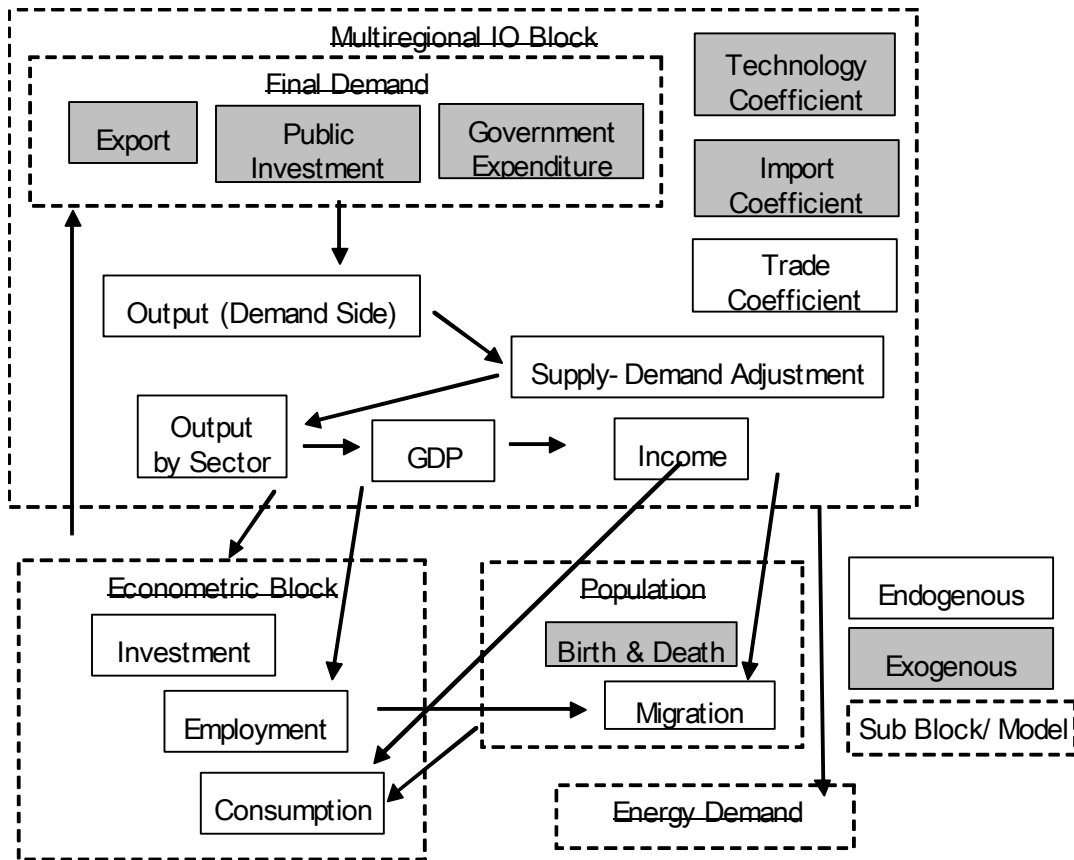 Multiregional IO Block
Final Demand
Export
Public
Investment
Government
Expenditure
Technology
Coefficient
Import
Coefficient
Trade
Coefficient
Output (Demand Side)
Supply- Demand Adjustment
Output
by Sector
GDP
Income
Econometric Block
Investment
Employment
Consumption
Population
Birth & Death
Migration
Energy Demand
Endogenous
Exogenous
Sub Block/ Model